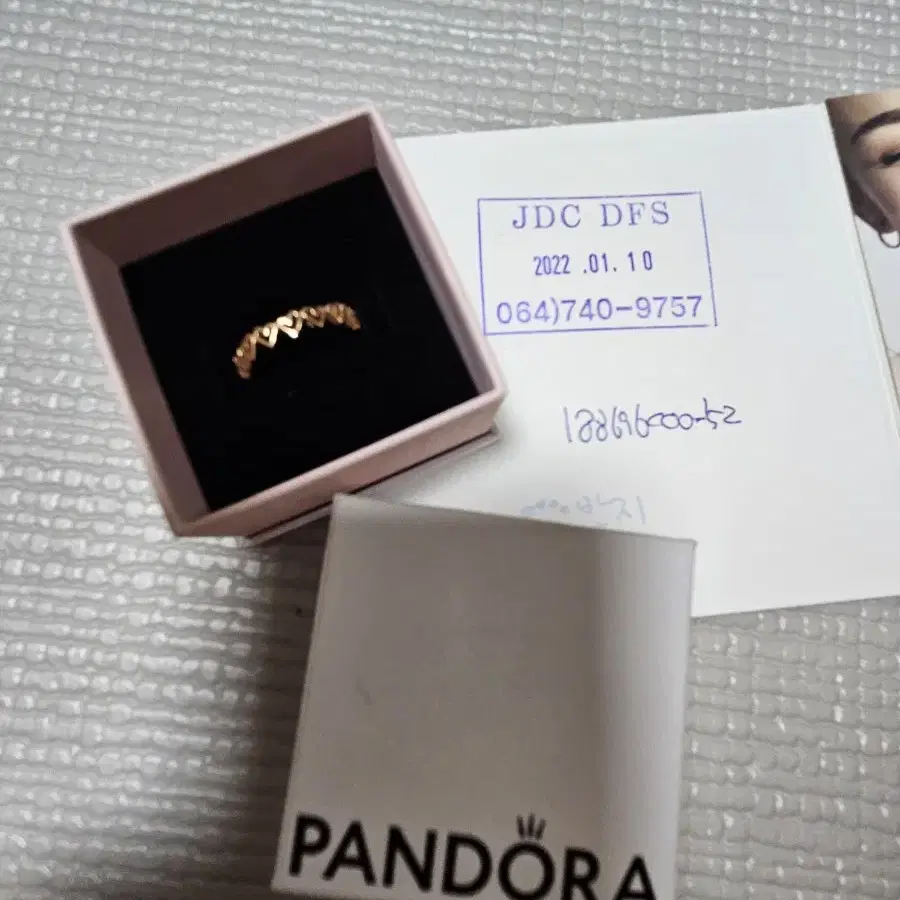 JDC DFS
2022 .01. 10
064)740-9757
PANDORA